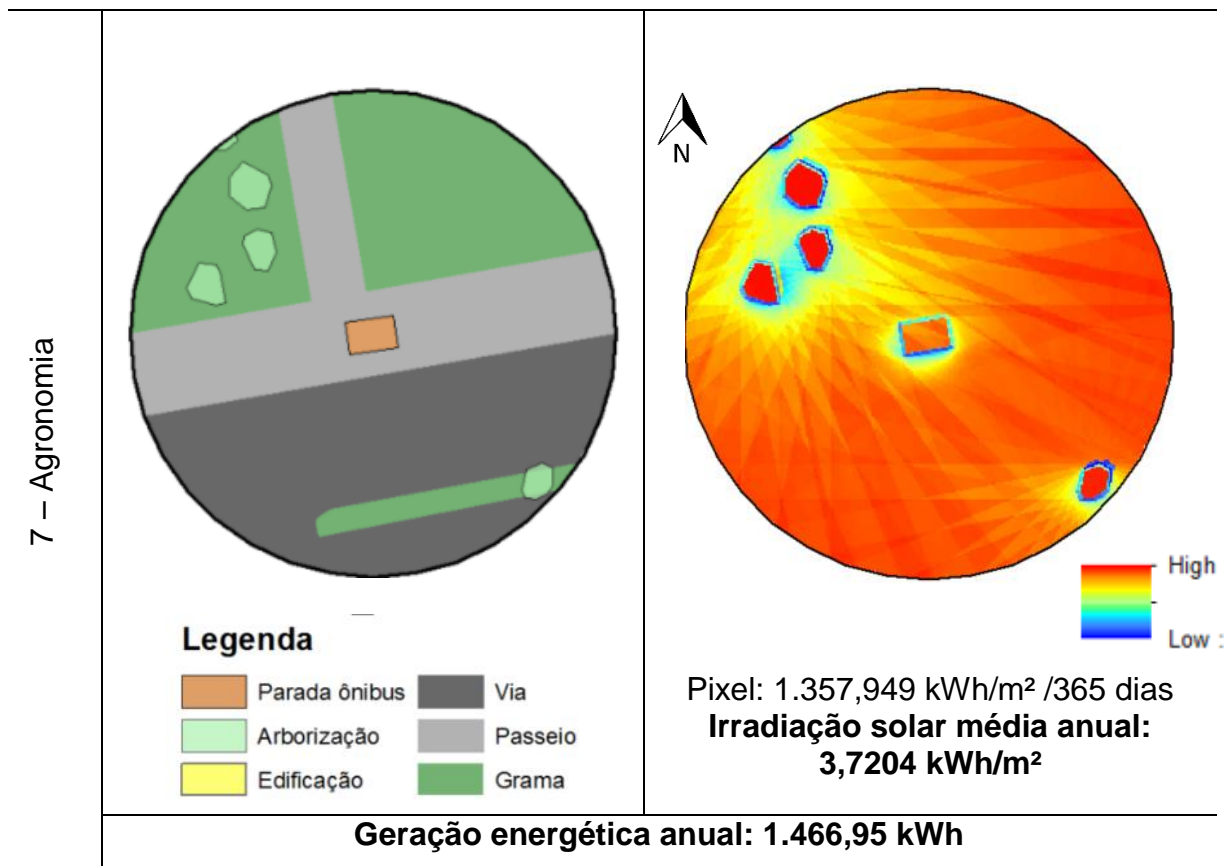 7 – Agronomia
N
High
Low :
Legenda
Parada ônibus
Via
Arborização
Passeio
Edificação
Grama
Pixel: 1.357,949 kWh/m² /365 dias
Irradiação solar média anual:
3,7204 kWh/m²
Geração energética anual: 1.466,95 kWh